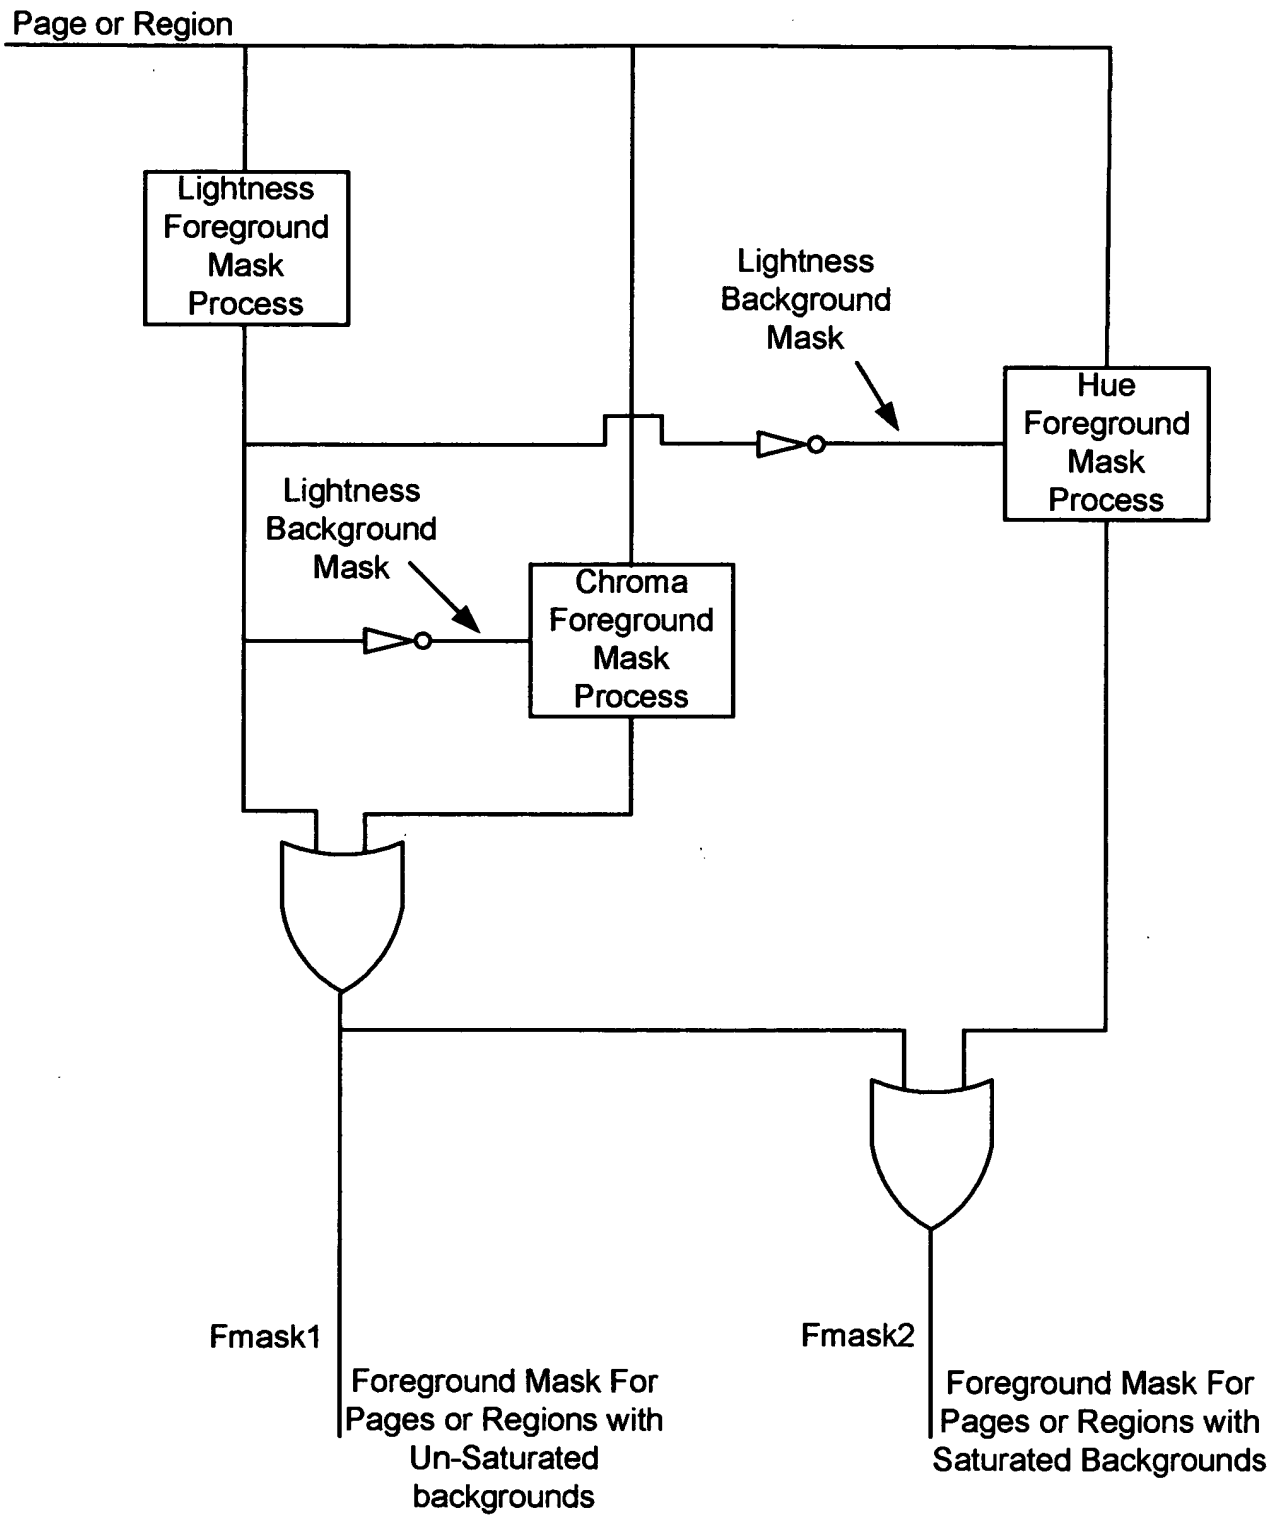 Page or Region
Lightness
Foreground
Mask
Process
Lightness
Background
Mask
Hue
Foreground
Mask
Process
Lightness
Background
Mask
Chroma
Foreground
Mask
Process
Fmask1
Foreground Mask For
Pages or Regions with
Un-Saturated
backgrounds
Fmask2
Foreground Mask For
Pages or Regions with
Saturated Backgrounds